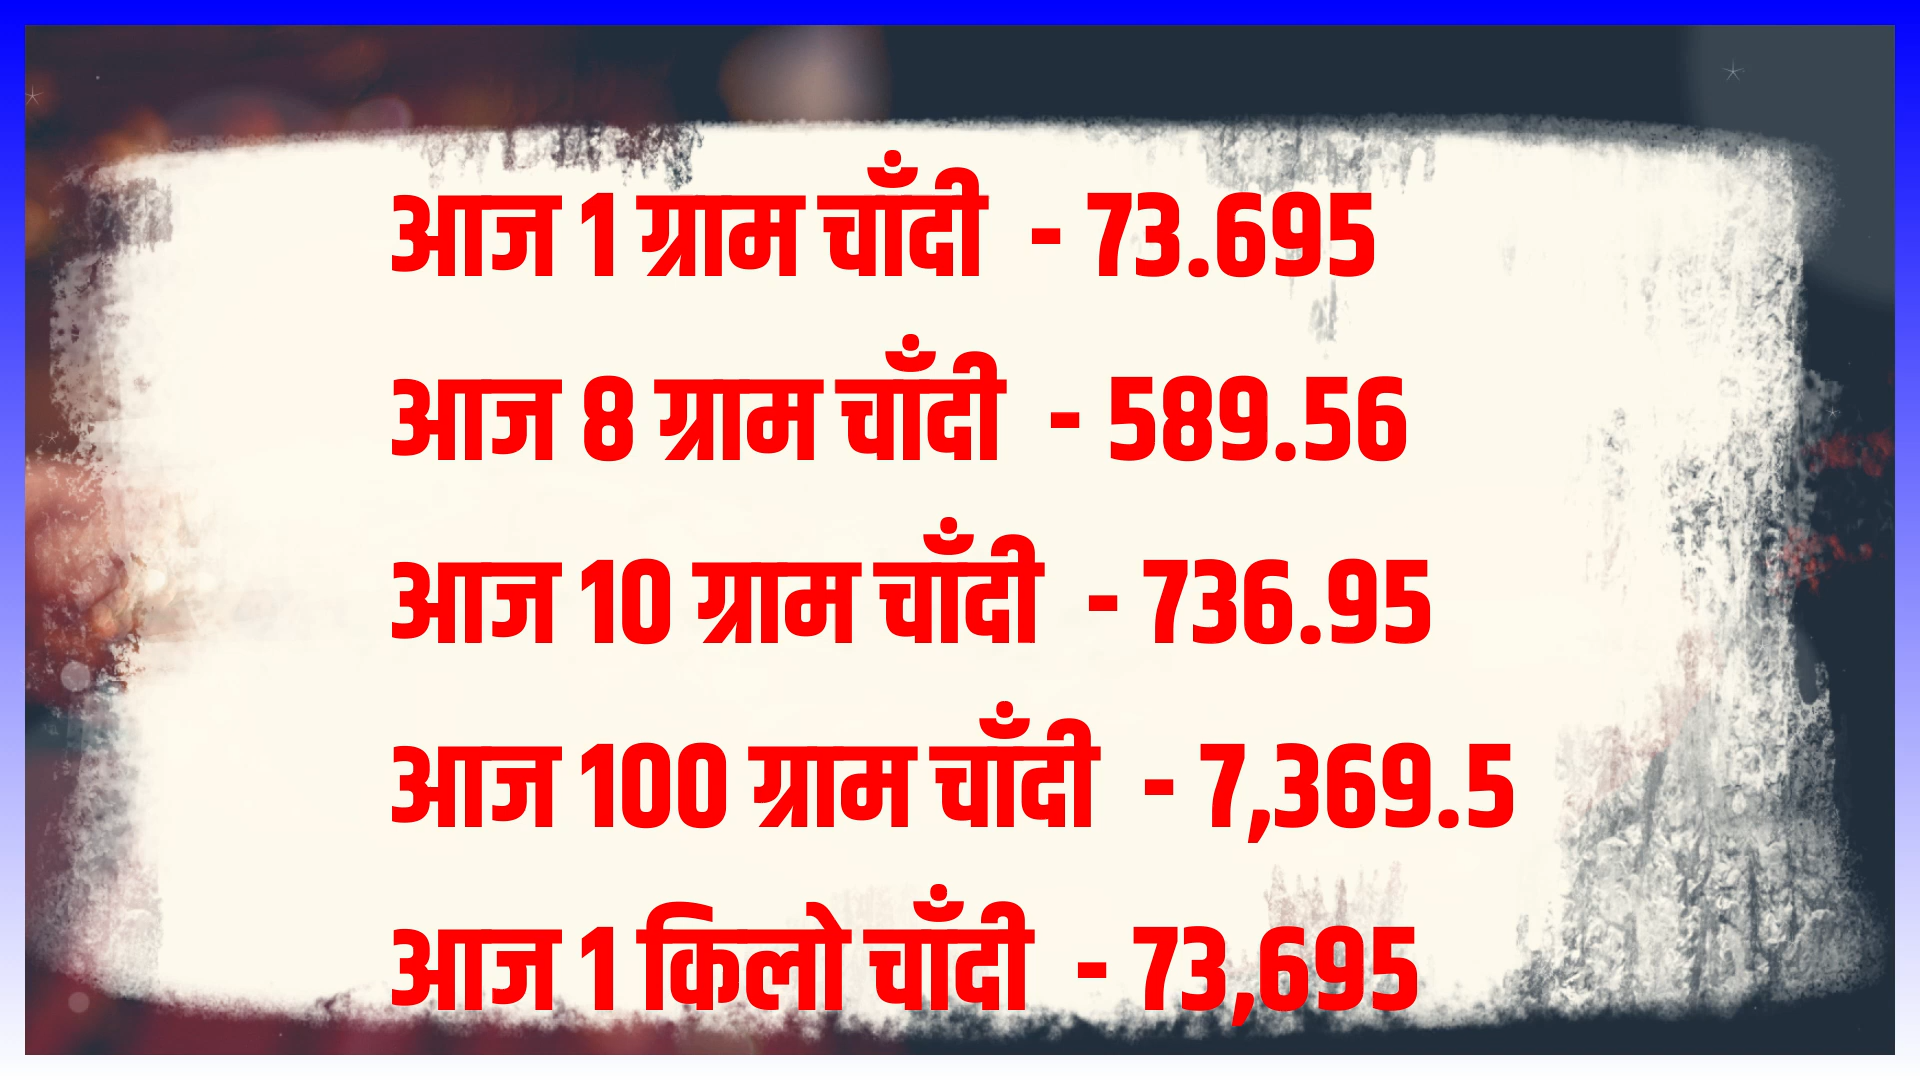 आज 1 ग्राम चाँदी - 73.695
आज 8 ग्राम चाँदी - 589.56
आज 10 ग्राम चाँदी - 736.95
आज 100 ग्राम चाँदी - 7,369.5
आज 1 किलो चाँदी - 73,695